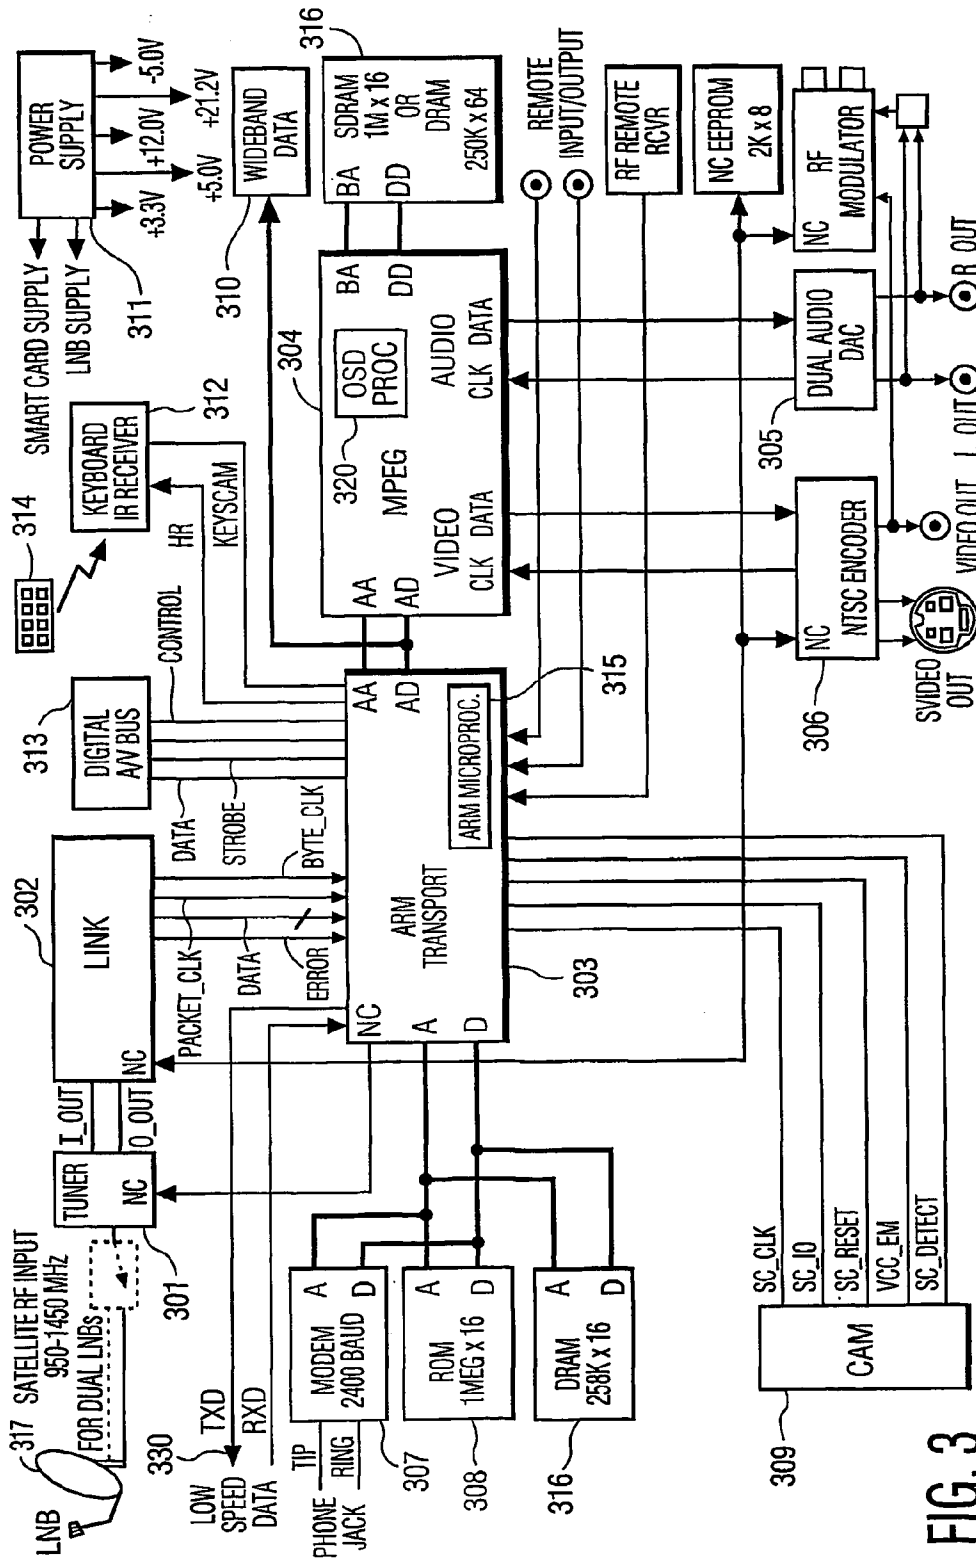 LNB
317
SATELLITE RF INPUT
950-1450 MHz
FOR DUAL LNBs
301
TUNER
NC
I_OUT
Q_OUT
302
LINK
NC
PACKET_CLK
DATA
ERROR
BYTE_CLK
313
DIGITAL
A/V BUS
DATA
STROBE
CONTROL
314
KEYBOARD
IR RECEIVER
312
HR
KEYSCAM
SMART CARD SUPPLY
LNB SUPPLY
311
POWER
SUPPLY
+3.3V
+5.0V
+12.0V
+21.2V
-5.0V
330
LOW
SPEED
DATA
TXD
RXD
PHONE
JACK
TIP
RING
MODEM
2400 BAUD
A
D
307
ROM
1MEG x 16
A
D
308
DRAM
258K x 16
A
D
316
NC
A
D
ARM
TRANSPORT
303
AA
AD
ARM MICROPROC.
315
304
AA
AD
OSD
PROC
320
MPEG
BA
DD
VIDEO
CLK DATA
AUDIO
CLK DATA
310
WIDEBAND
DATA
BA
DD
SDRAM
1M x 16
OR
DRAM
250K x 64
316
REMOTE
INPUT/OUTPUT
RF REMOTE
RCVR
NC EEPROM
2K x 8
NC
RF
MODULATOR
305
DUAL AUDIO
DAC
306
NC
NTSC ENCODER
SVIDEO
OUT
VIDEO OUT
L OUT
R OUT
309
CAM
SC_CLK
SC_IO
SC_RESET
VCC_EM
SC_DETECT
FIG. 3